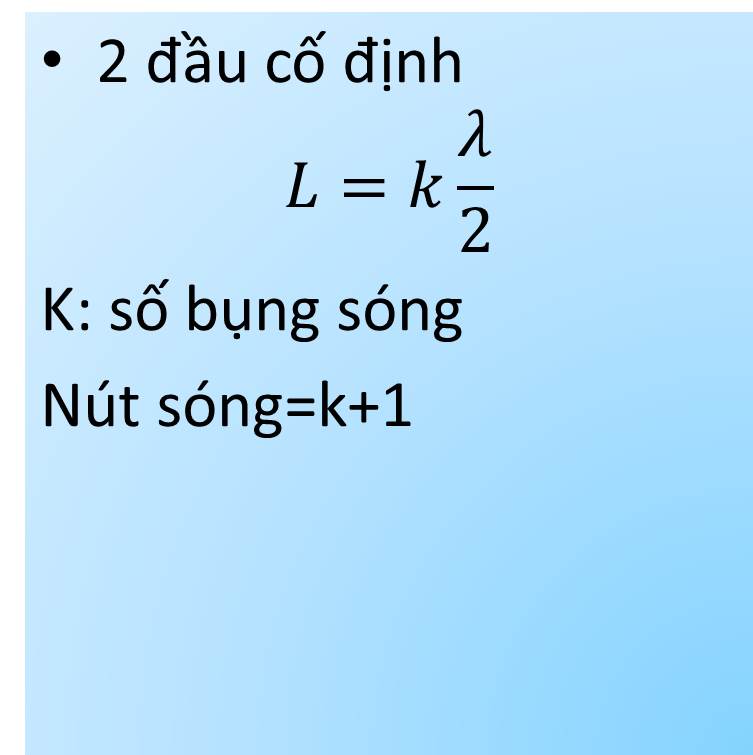 • 2 đầu cố định
L = k λ/2
K: số bụng sóng
Nút sóng=k+1